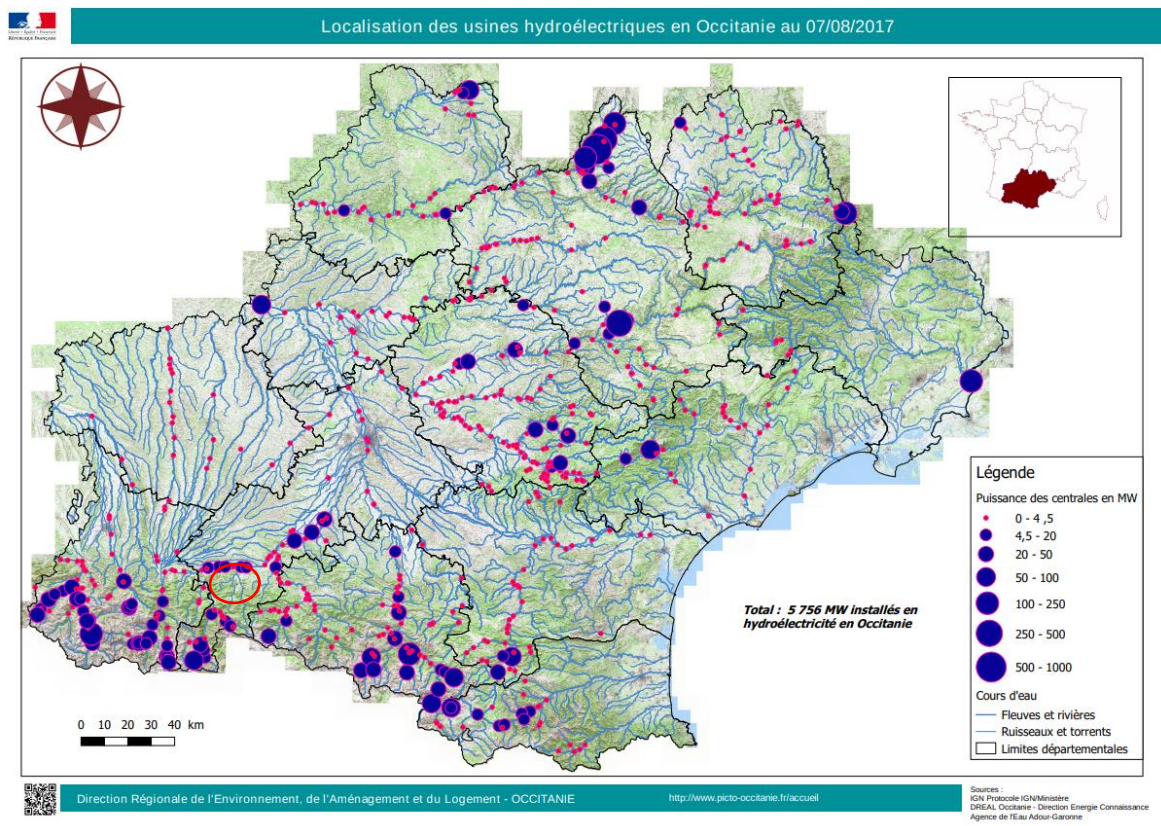 RÉPUBLIQUE FRANÇAISE
Localisation des usines hydroélectriques en Occitanie au 07/08/2017
Légende
Puissance des centrales en MW
0 - 4 ,5
4,5 - 20
20 - 50
50 - 100
100 - 250
250 - 500
500 - 1000
Cours d'eau
Fleuves et rivières
Ruisseaux et torrents
Limites départementales
Total : 5 756 MW installés en
hydroélectricité en Occitanie
0 10 20 30 40 km
Direction Régionale de l'Environnement, de l'Aménagement et du Logement - OCCITANIE
http://www.picto-occitanie.fr/accueil
Sources :
IGN Protocole IGN/Ministère
DREAL Occitanie - Direction Energie Connaissance
Agence de l'Eau Adour-Garonne